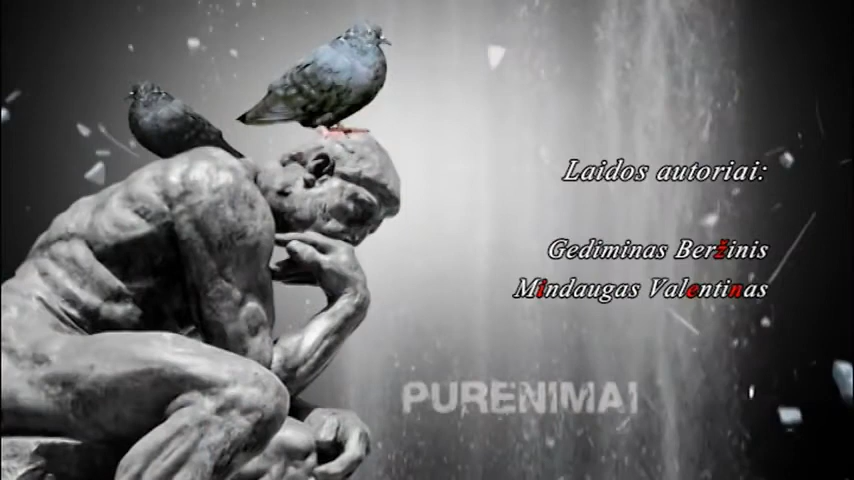 Laidos autoriai:
Gediminas Beržinis
Mindaugas Valentinas
PURENIMAI